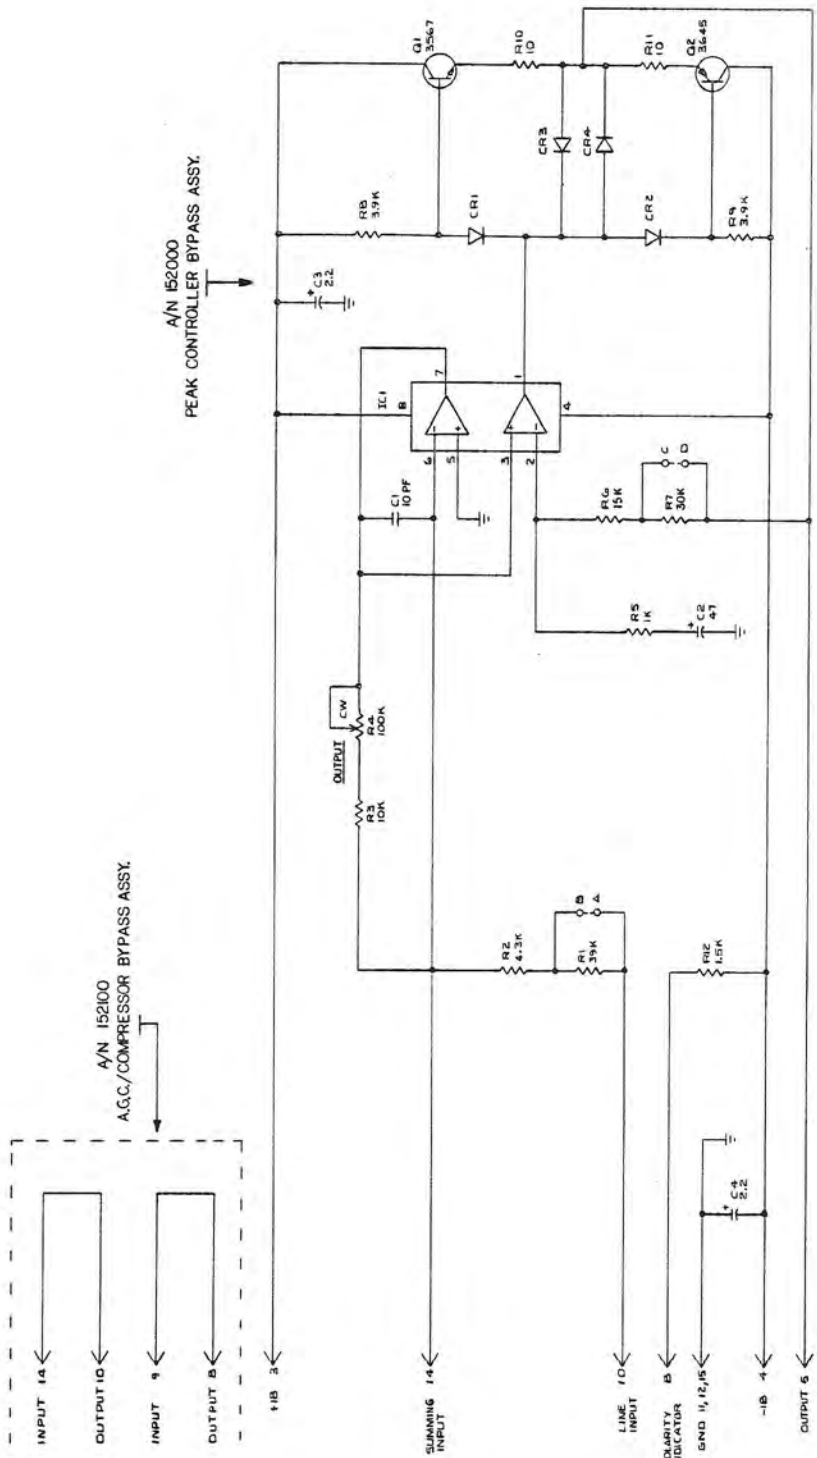 INPUT 14
OUTPUT 10
INPUT 9
OUTPUT 8
A/N 152100
A.G.C./COMPRESSOR BYPASS ASSY.
A/N 152000
PEAK CONTROLLER BYPASS ASSY.
+18 3
SUMMING 14
INPUT
LINE 10
INPUT
OLARITY 8
DICATOR
GND 11,12,15
-18 4
OUTPUT 6
C4
2.2
R12
1.5K
R2
4.3K
R1
39K
B
A
R3
10K
OUTPUT
CW
R4
100K
C1
10 PF
R5
1K
C2
47
R6
15K
R7
30K
C
D
C3
2.2
IC1
8
6
5
7
3
2
1
4
R8
3.9K
CR1
CR2
R9
3.9K
CR3
CR4
Q1
3567
R10
10
R11
10
Q2
3645